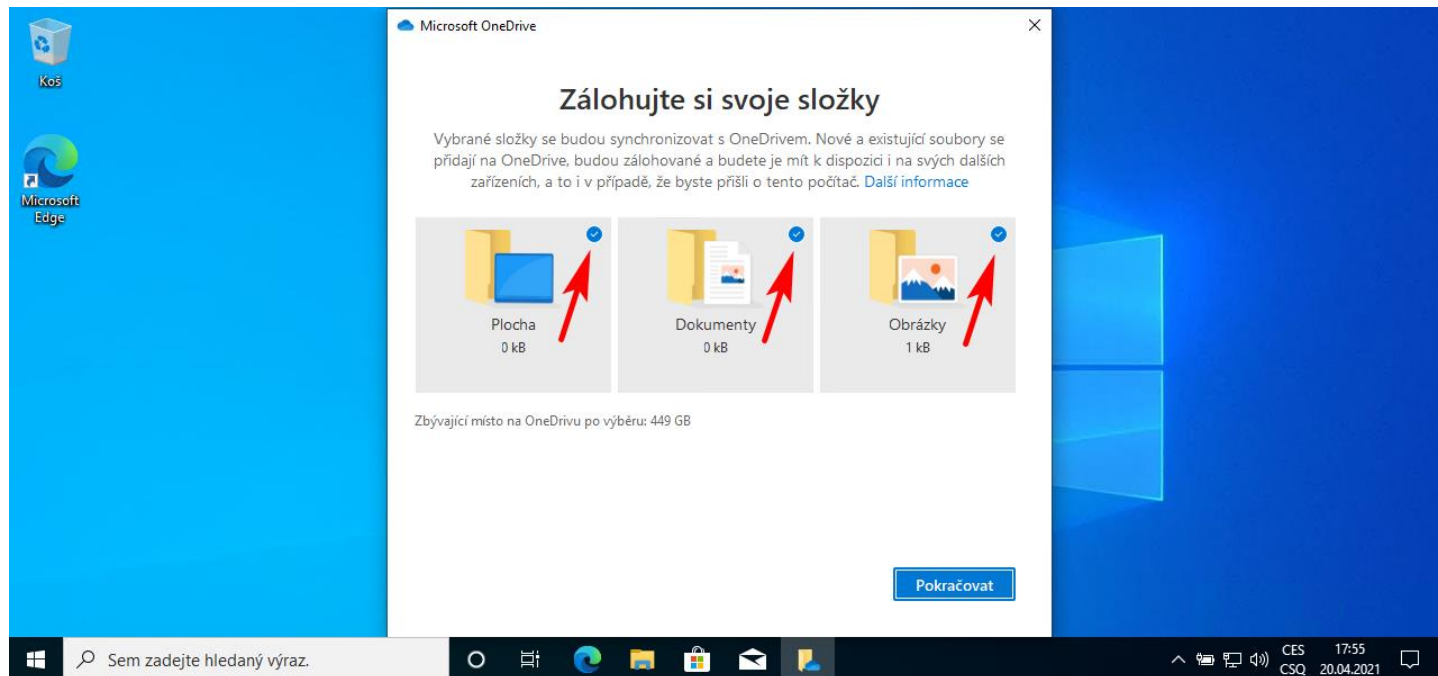 Koš
Microsoft
Edge
Microsoft OneDrive
Zálohujte si svoje složky
Vybrané složky se budou synchronizovat s OneDrivem. Nové a existující soubory se
přidají na OneDrive, budou zálohované a budete je mít k dispozici i na svých dalších
zařízeních, a to i v případě, že byste přišli o tento počítač. Další informace
Plocha
0 kB
Dokumenty
0 kB
Obrázky
1 kB
Zbývající místo na OneDrivu po výběru: 449 GB
Pokračovat
Sem zadejte hledaný výraz.
CES
CSQ
17:55
20.04.2021